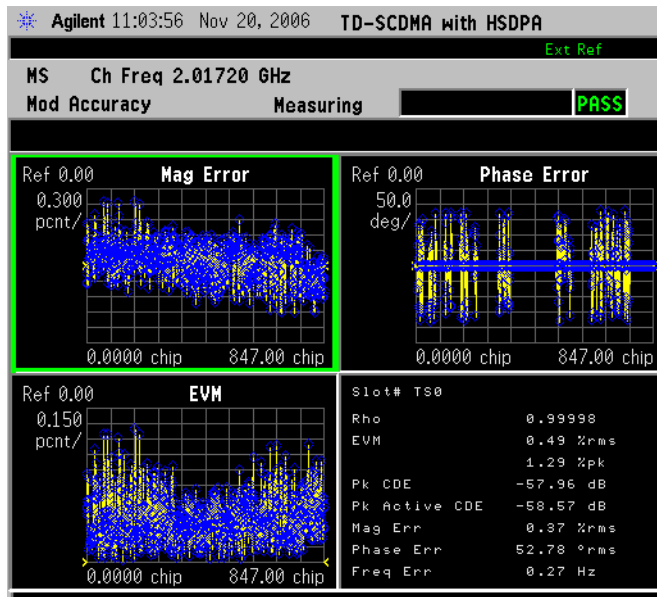 Agilent 11:03:56 Nov 20, 2006 TD-SCDMA with HSDPA
Ext Ref
MS Ch Freq 2.01720 GHz
Mod Accuracy Measuring PASS
Ref 0.00 Mag Error
0.300
pcnt/
0.0000 chip 847.00 chip
Ref 0.00 Phase Error
50.0
deg/
0.0000 chip 847.00 chip
Ref 0.00 EVM
0.150
pcnt/
0.0000 chip 847.00 chip
Slot# TS0
Rho 0.99998
EVM 0.49 %rms
1.29 %pk
Pk CDE -57.96 dB
Pk Active CDE -58.57 dB
Mag Err 0.37 %rms
Phase Err 52.78 °rms
Freq Err 0.27 Hz